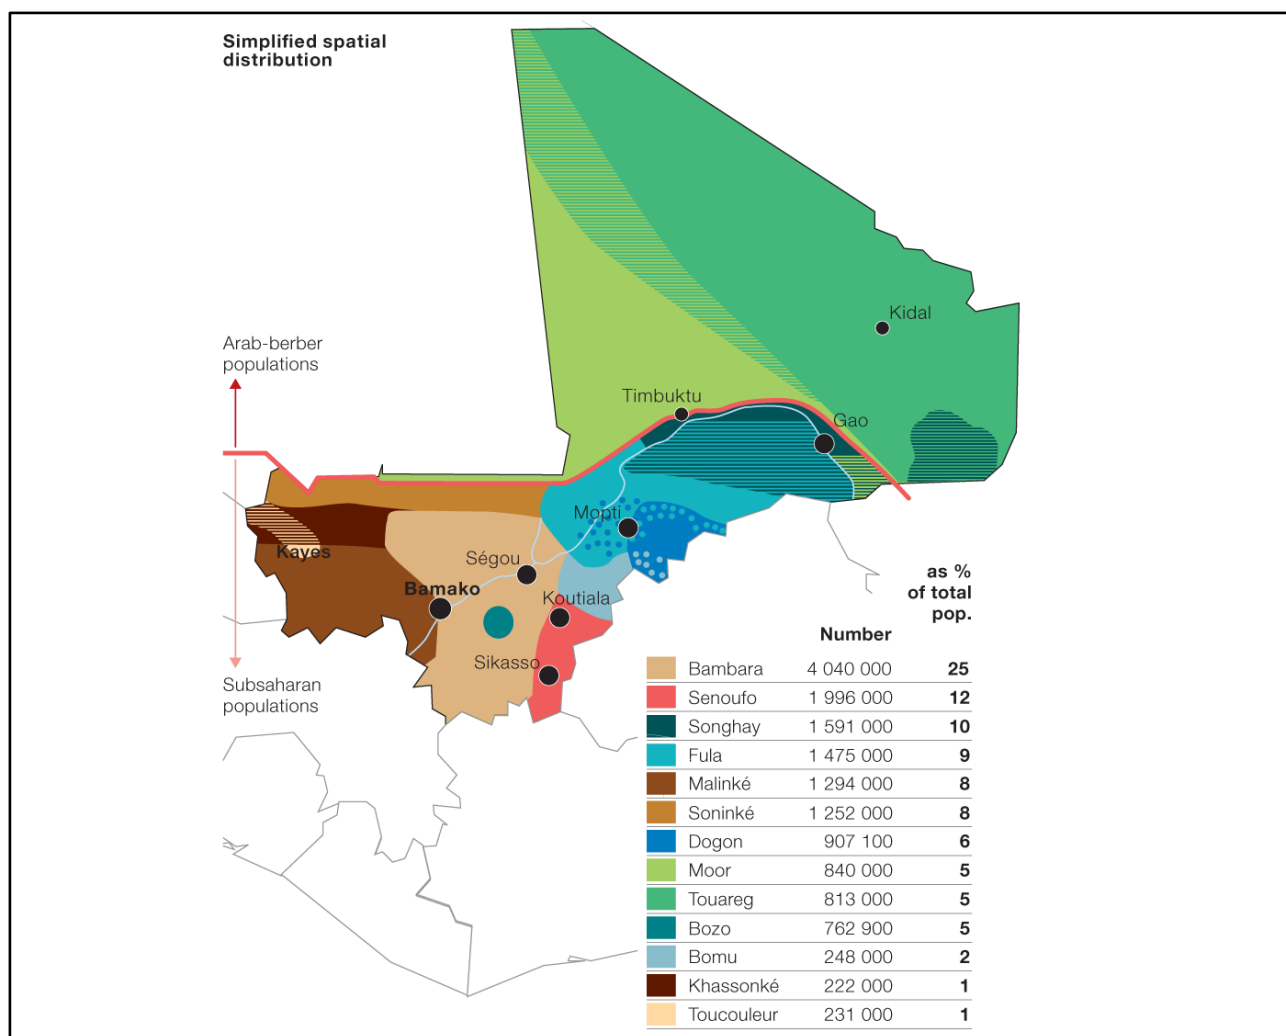 Simplified spatial
distribution
Kidal
Arab-berber
populations
Timbuktu
Gao
Mopti
Kayes
Ségou
Bamako
Koutiala
Sikasso
Subsaharan
populations
as %
of total
pop.
Number
Bambara 4 040 000 25
Senoufo 1 996 000 12
Songhay 1 591 000 10
Fula 1 475 000 9
Malinké 1 294 000 8
Soninké 1 252 000 8
Dogon 907 100 6
Moor 840 000 5
Touareg 813 000 5
Bozo 762 900 5
Bomu 248 000 2
Khassonké 222 000 1
Toucouleur 231 000 1